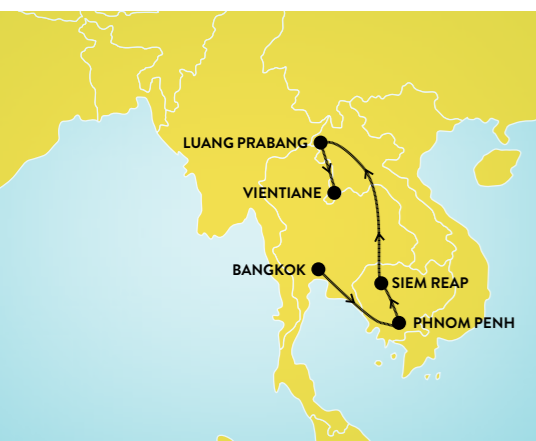 LUANG PRABANG
VIENTIANE
BANGKOK
SIEM REAP
PHNOM PENH